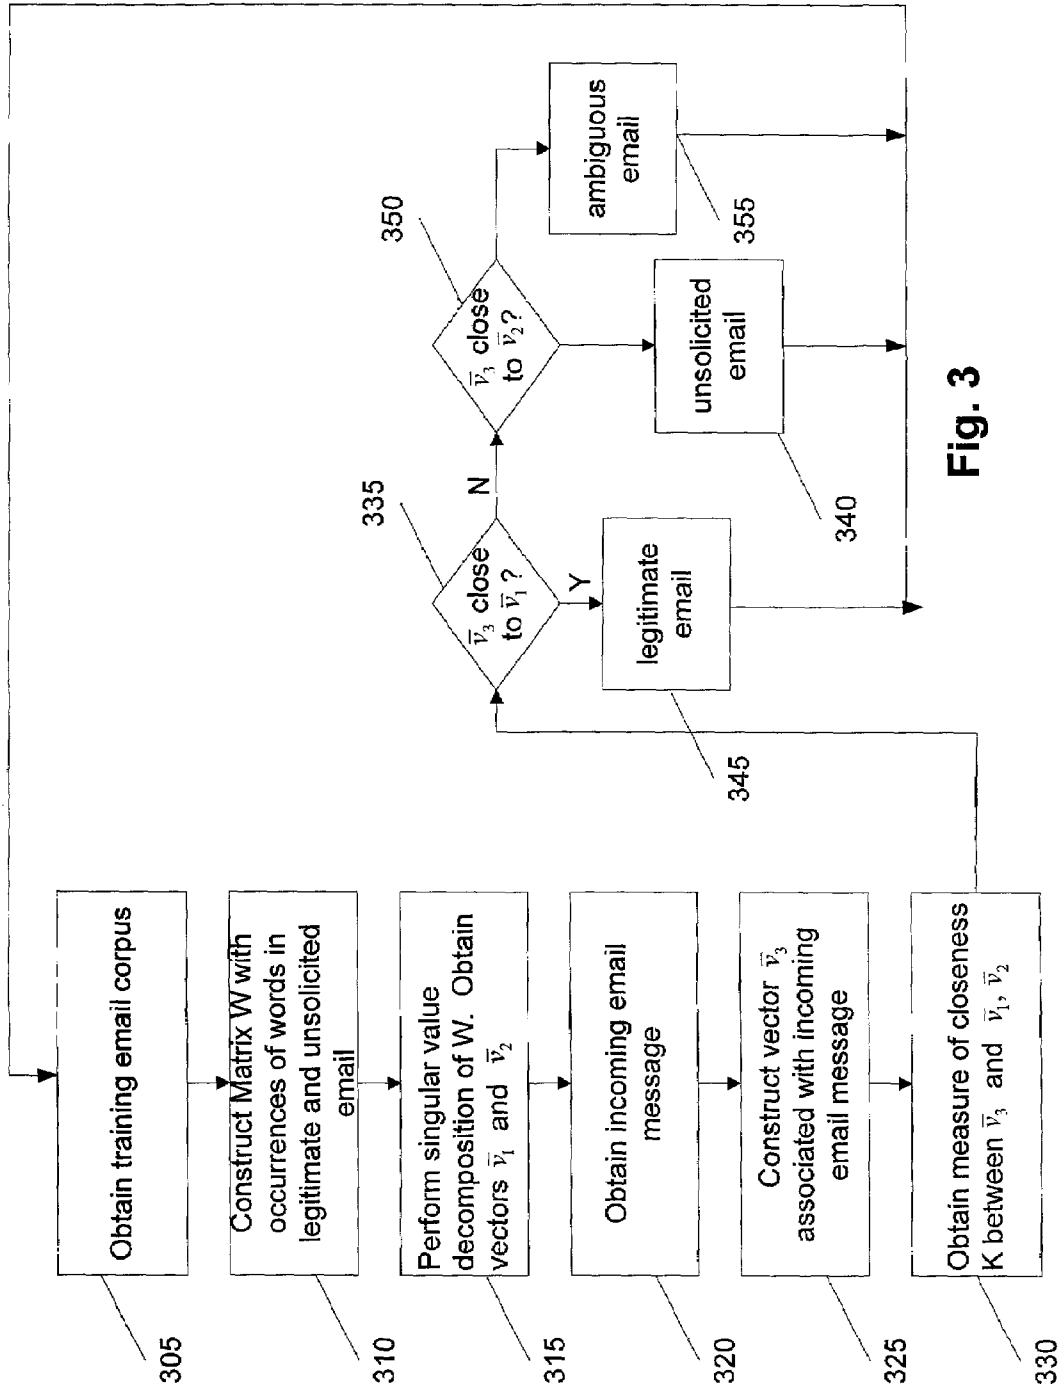 305
Obtain training email corpus
310
Construct Matrix W with
occurrences of words in
legitimate and unsolicited
email
315
Perform singular value
decomposition of W. Obtain
vectors v̅₁ and v̅₂
320
Obtain incoming email
message
325
Construct vector v̅₃
associated with incoming
email message
330
Obtain measure of closeness
K between v̅₃ and v̅₁, v̅₂
335
v̅₃ close
to v̅₁?
Y
N
345
legitimate
email
350
v̅₃ close
to v̅₂?
340
unsolicited
email
355
ambiguous
email
Fig. 3